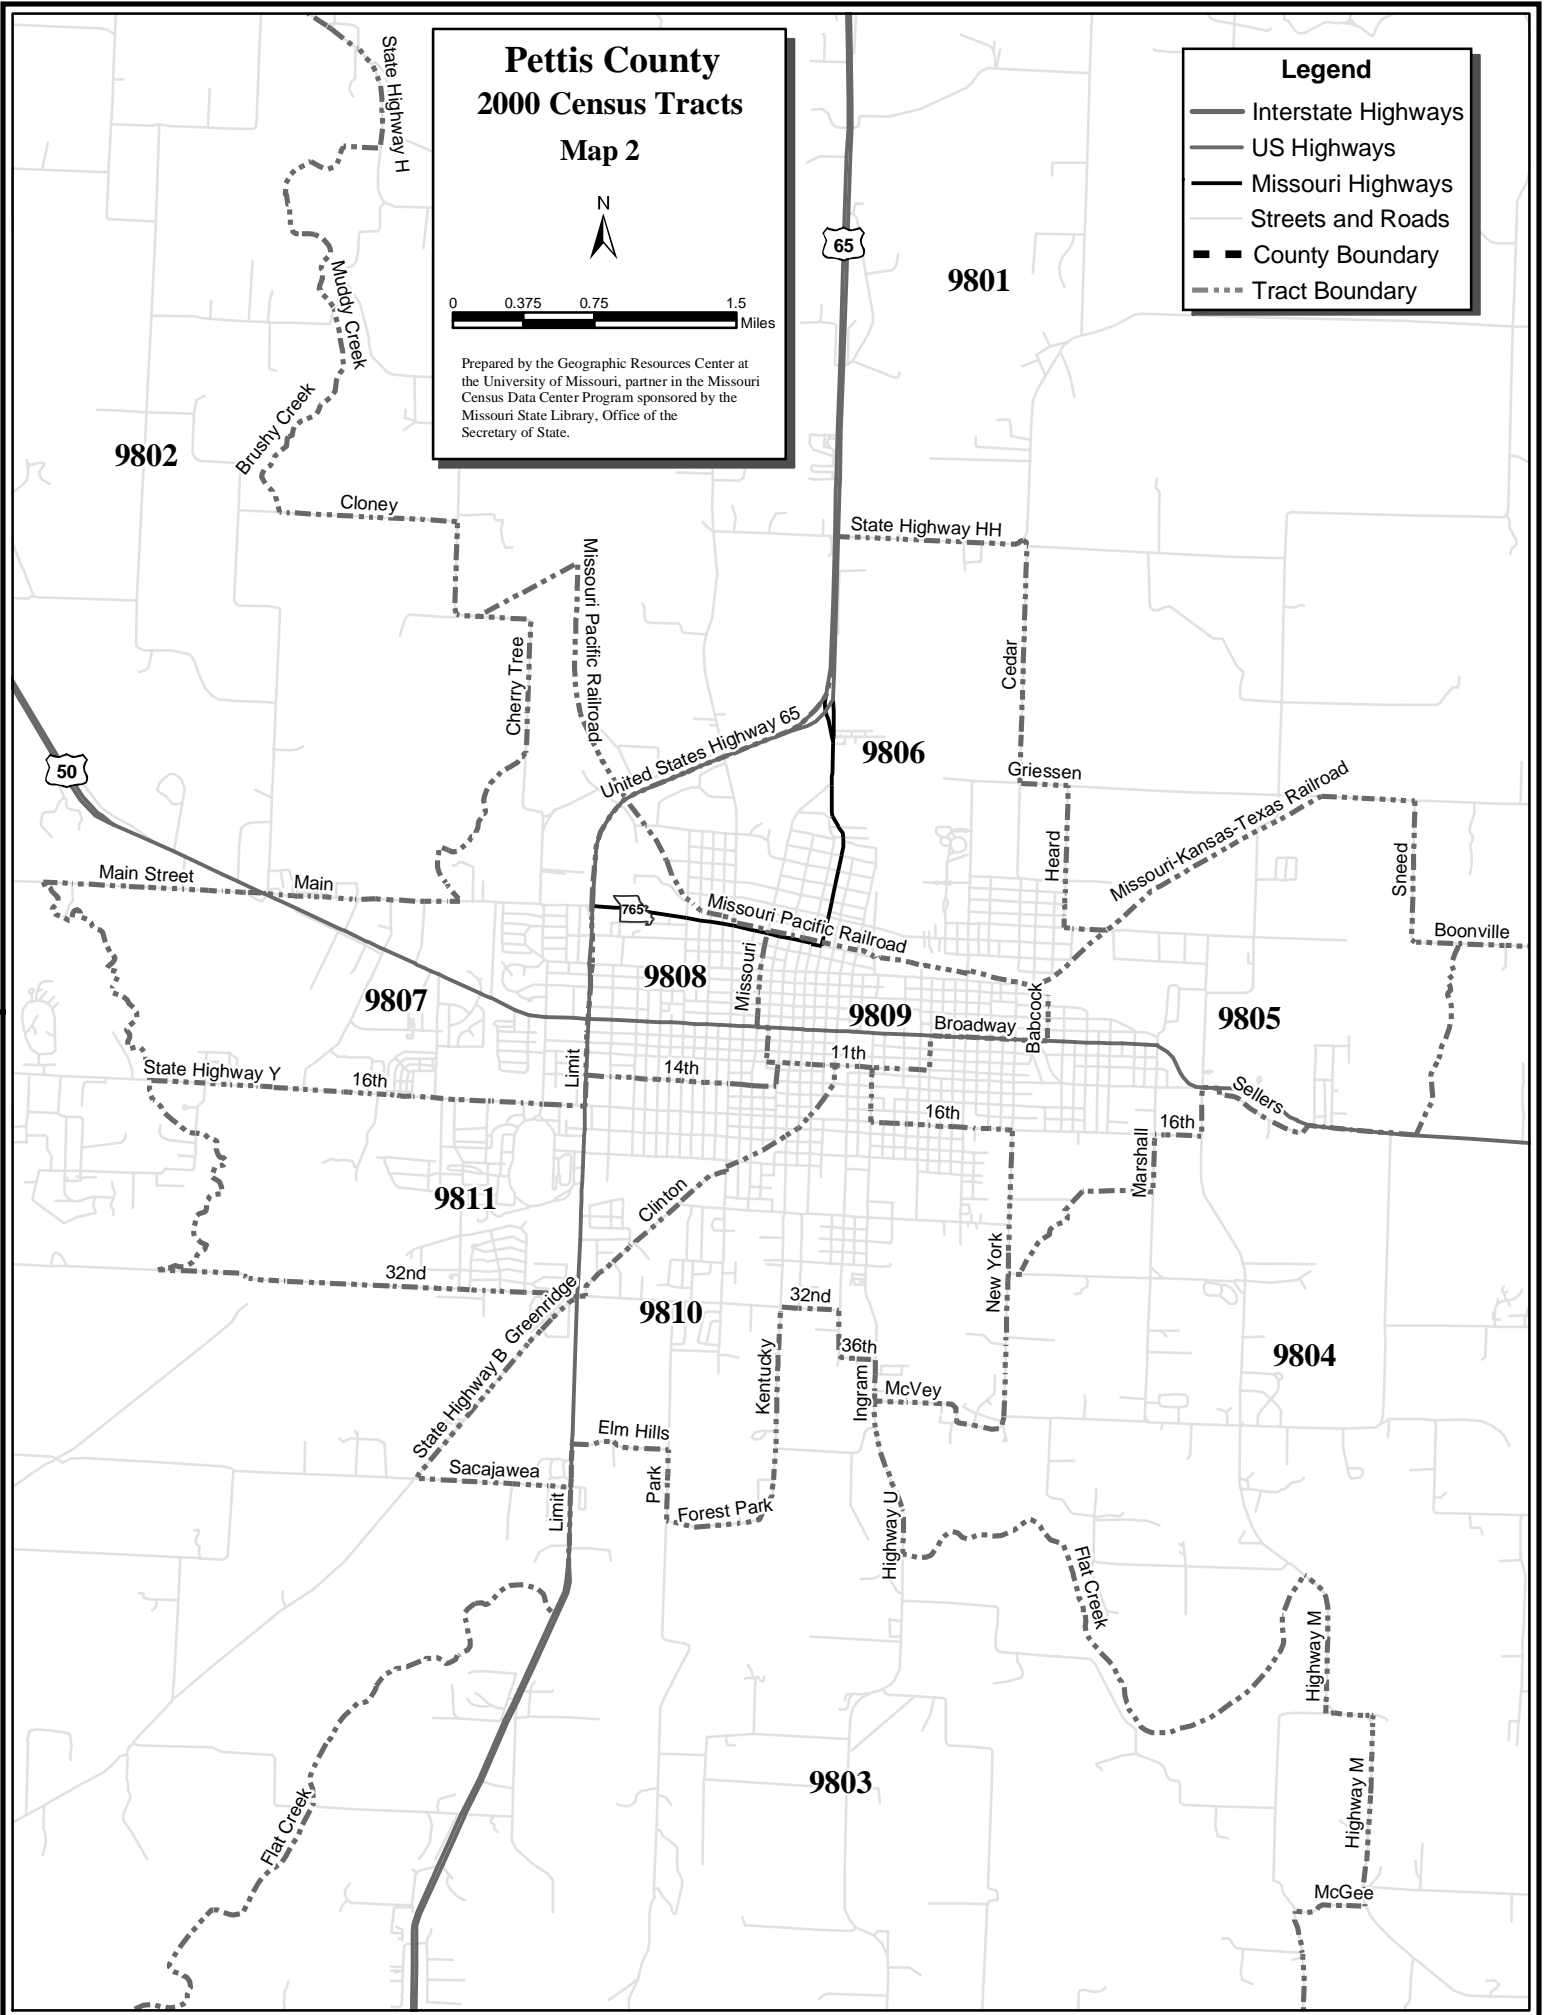 Pettis County
2000 Census Tracts
Map 2
N
0 0.375 0.75 1.5
Miles
Prepared by the Geographic Resources Center at
the University of Missouri, partner in the Missouri
Census Data Center Program sponsored by the
Missouri State Library, Office of the
Secretary of State.
Legend
Interstate Highways
US Highways
Missouri Highways
Streets and Roads
County Boundary
Tract Boundary
State Highway H
65
9801
Muddy Creek
Brushy Creek
9802
Cloney
State Highway HH
Missouri Pacific Railroad
Cherry Tree
Cedar
United States Highway 65
50
9806
Griessen
Missouri-Kansas-Texas Railroad
Heard
Sneed
Main Street
Main
765
Missouri Pacific Railroad
Boonville
9808
Missouri
9807
9809
Broadway
Babcock
9805
State Highway Y
16th
Limit
14th
11th
16th
Sellers
16th
Marshall
9811
Clinton
32nd
Greenridge
New York
9810
32nd
36th
9804
State Highway B
Kentucky
Ingram
McVey
Elm Hills
Sacajawea
Park
Limit
Forest Park
Highway U
Flat Creek
Highway M
9803
Highway M
Flat Creek
McGee